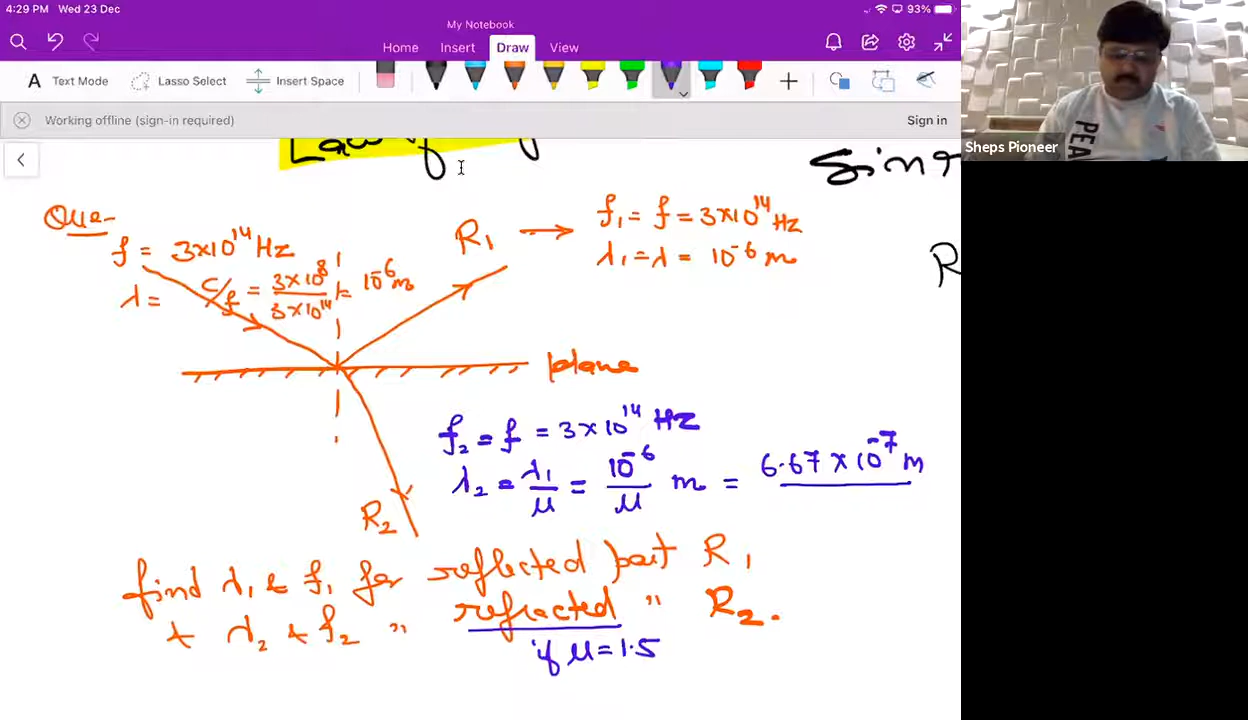 4:29 PM Wed 23 Dec
93%
My Notebook
Home Insert Draw View
Text Mode Lasso Select Insert Space
Working offline (sign-in required) Sign in
Sheps Pioneer
Law of
Sin
Que-
f = 3×10¹⁴ Hz
λ = c/f = 3×10⁸/3×10¹⁴ = 10⁻⁶ m
R₁ → f₁ = f = 3×10¹⁴ Hz
λ₁ = λ = 10⁻⁶ m
R
plane
f₂ = f = 3×10¹⁴ Hz
λ₂ = λ₁/μ = 10⁻⁶/μ m = 6.67×10⁻⁷ m
R₂
find λ₁ & f₁ for reflected part R₁
& λ₂ & f₂ " refracted " R₂.
if μ = 1.5